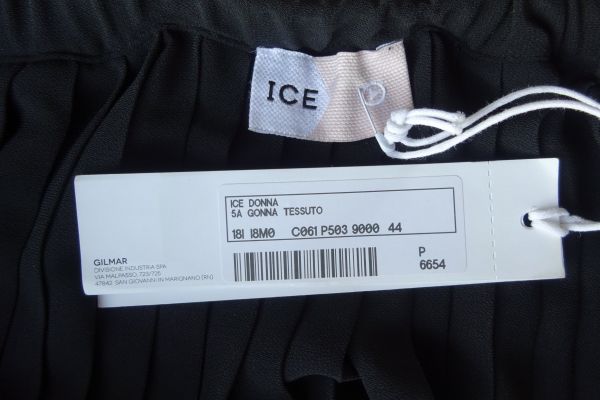 ICE
ICE DONNA
5A GONNA TESSUTO
18I I8M0 C061 P503 9000 44
P
6654
GILMAR
DIVISIONE INDUSTRIA SPA
VIA MALPASSO, 723/725
47842 SAN GIOVANNI IN MARIGNANO (RN)